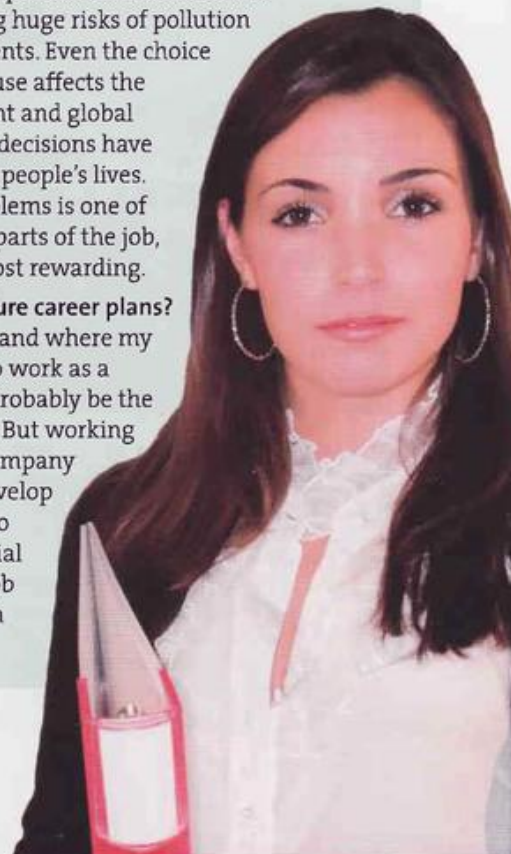 g huge risks of pollution
nts. Even the choice
use affects the
nt and global
decisions have
people's lives.
lems is one of
parts of the job,
ost rewarding.
ure career plans?
and where my
o work as a
robably be the
But working
mpany
velop
o
ial
ob
n